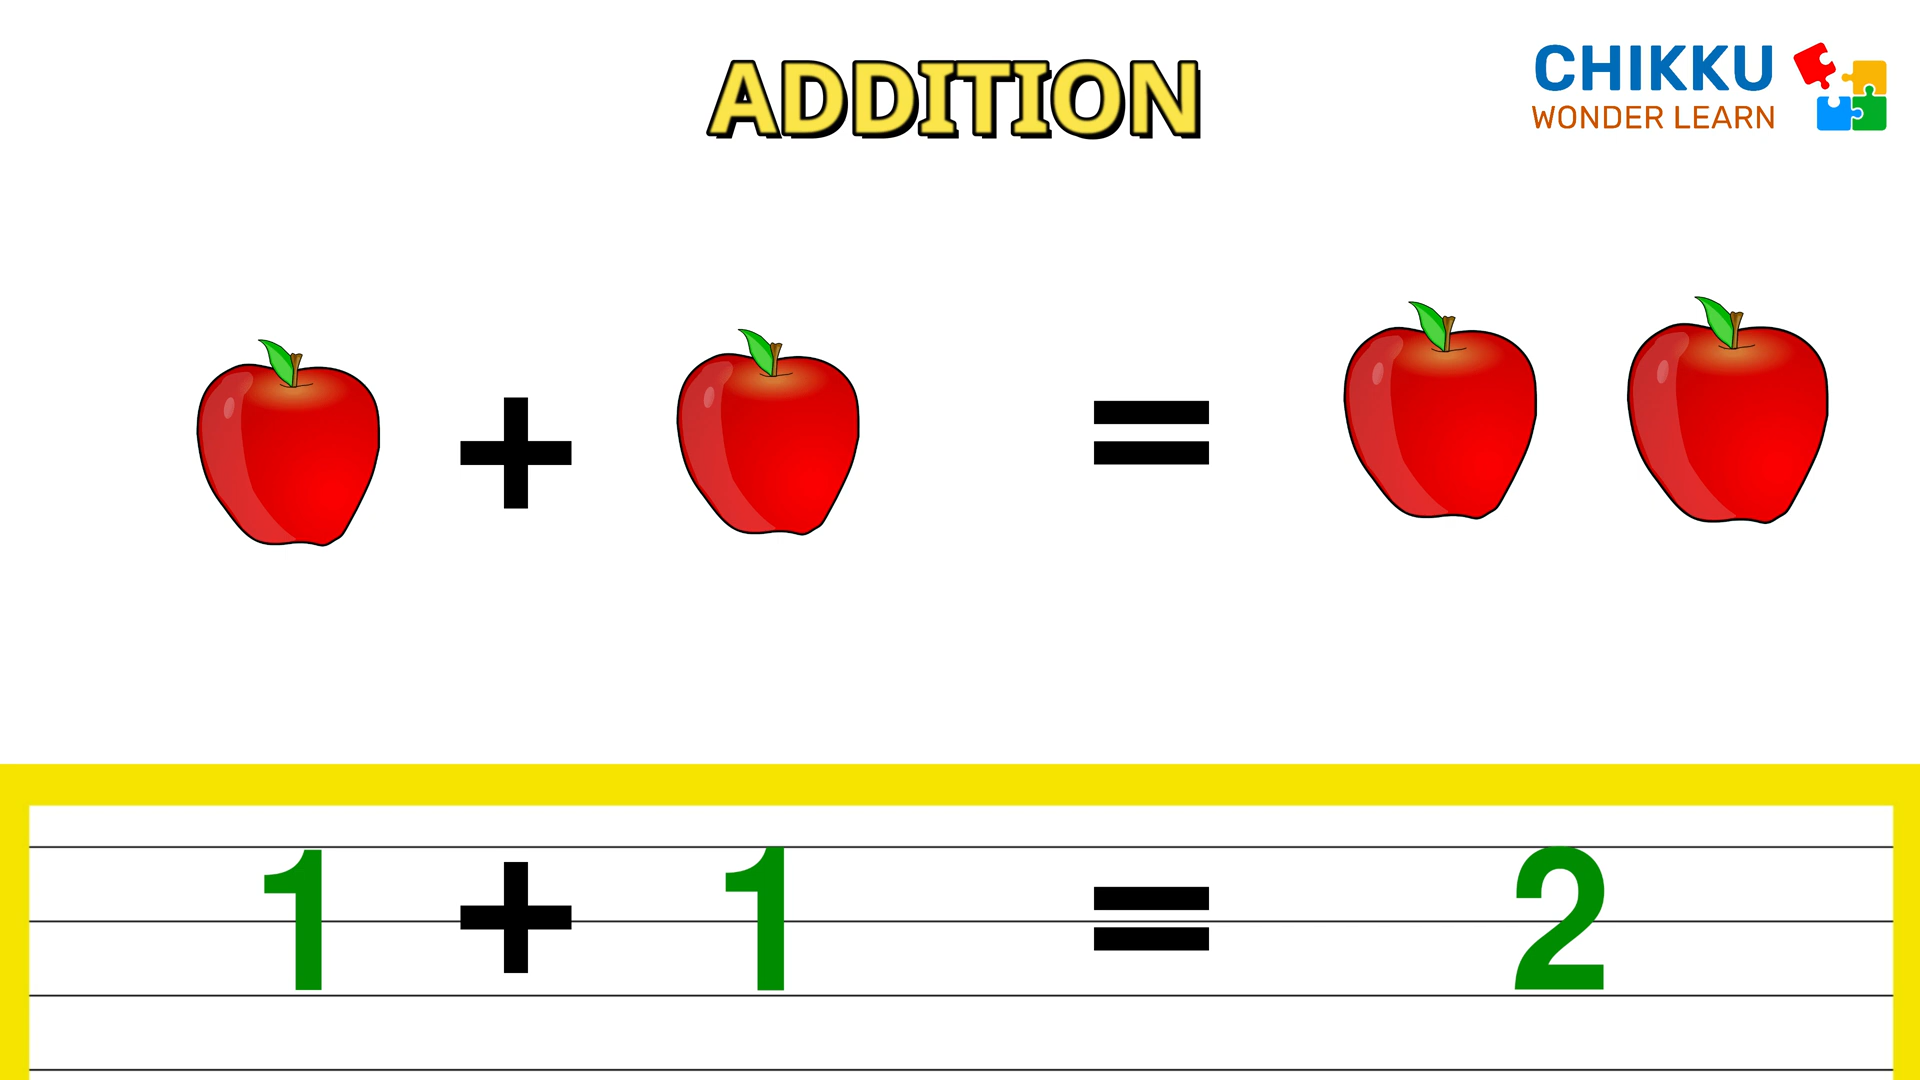 ADDITION
CHIKKU
WONDER LEARN
+ =
1 + 1 = 2